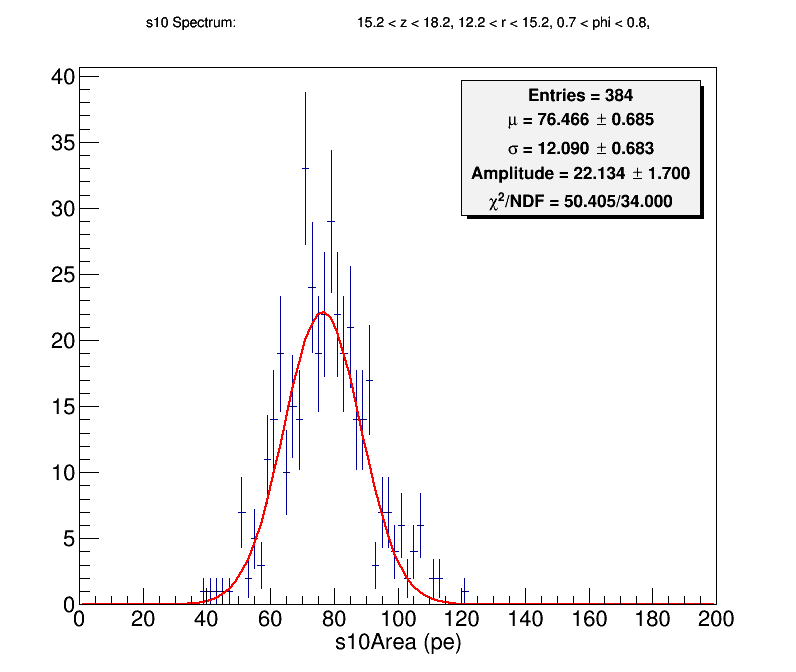 s10 Spectrum: 15.2 < z < 18.2, 12.2 < r < 15.2, 0.7 < phi < 0.8,
Entries = 384
μ = 76.466 ± 0.685
σ = 12.090 ± 0.683
Amplitude = 22.134 ± 1.700
χ²/NDF = 50.405/34.000
40
35
30
25
20
15
10
5
0
0 20 40 60 80 100 120 140 160 180 200
s10Area (pe)